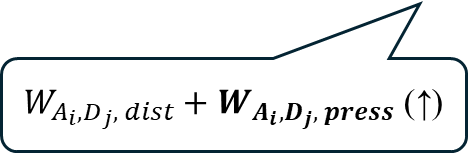 W_{A_i,D_j, dist} + W_{A_i,D_j, press} (↑)